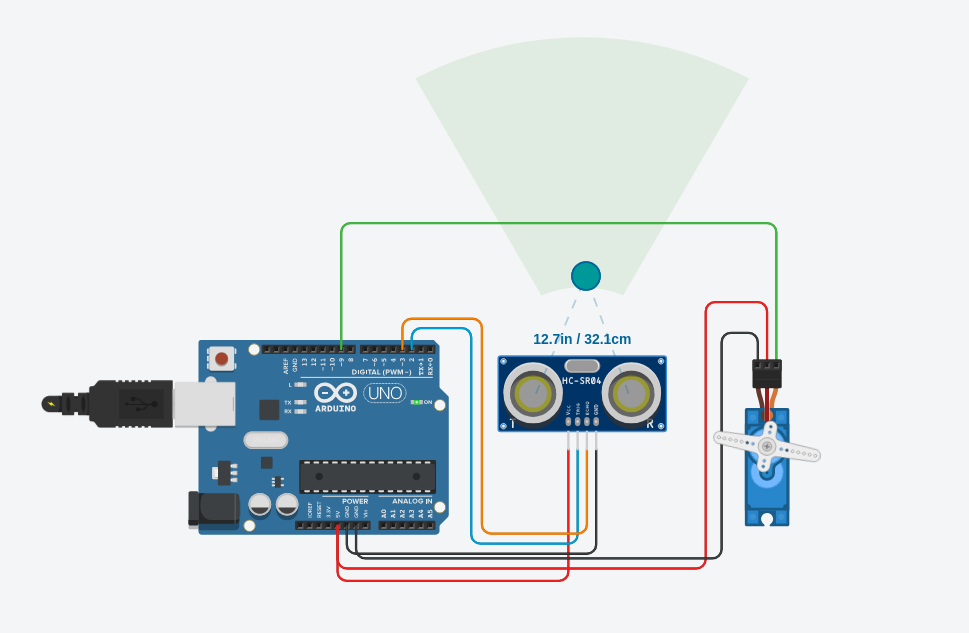 12.7in / 32.1cm
AREF
GND
13
12
~11
~10
~9
8
7
~6
~5
4
~3
2
TX→1
RX←0
DIGITAL (PWM~)
L
TX
RX
ARDUINO
UNO
ON
HC-SR04
Vcc
TRIG
ECHO
GND
T
R
POWER
ANALOG IN
IOREF
RESET
3.3V
5V
GND
GND
Vin
A0
A1
A2
A3
A4
A5